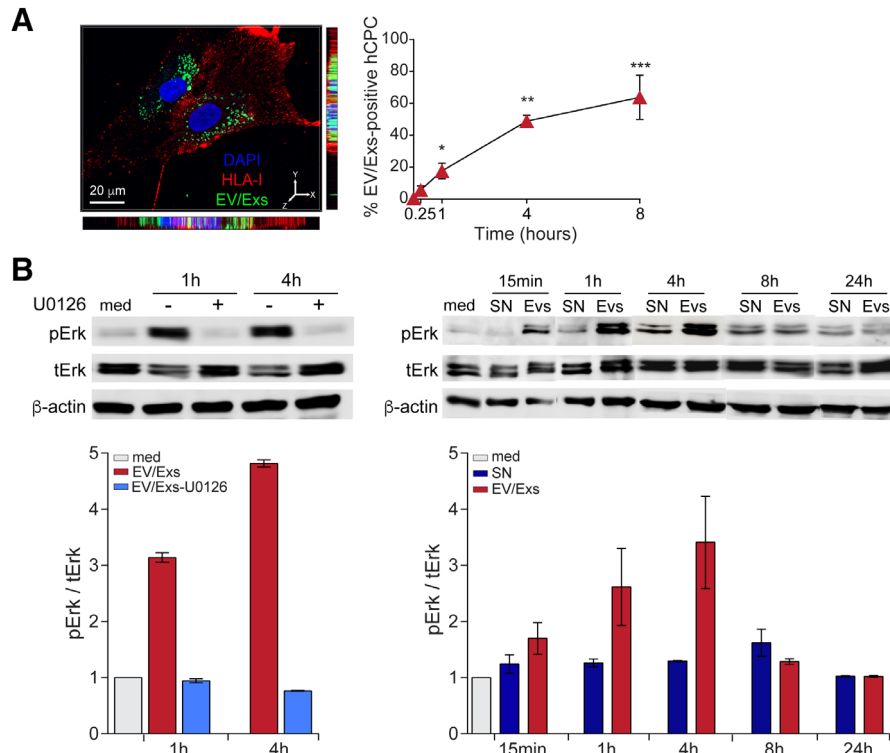 A
DAPI
HLA-I
EV/Exs
20 μm
Y
X
Z
% EV/Exs-positive hCPC
100
80
60
40
20
0
*
**
***
0.25 1 4 8
Time (hours)
B
1h 4h
U0126 med - + - +
pErk
tErk
β-actin
med
EV/Exs
EV/Exs-U0126
pErk / tErk
5
4
3
2
1
0
1h 4h
15min 1h 4h 8h 24h
med SN Evs SN Evs SN Evs SN Evs SN Evs
pErk
tErk
β-actin
med
SN
EV/Exs
pErk / tErk
5
4
3
2
1
0
15min 1h 4h 8h 24h